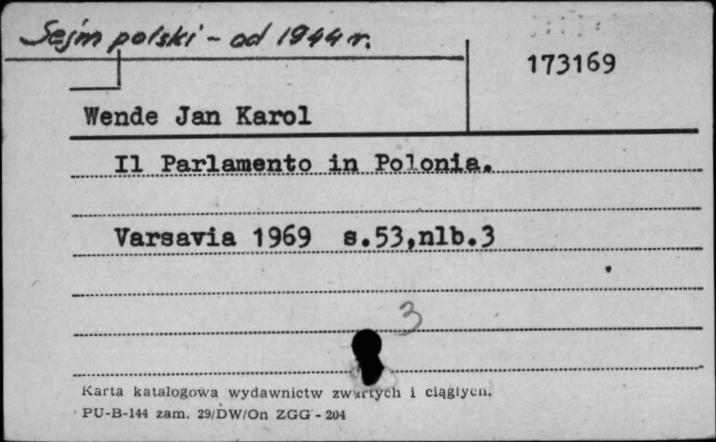 Sejm polski - od 1944 r.
173169
Wende Jan Karol
Il Parlamento in Polonia.
Varsavia 1969 s.53,nlb.3
3
Karta katalogowa wydawnictw zwartych i ciągłych.
PU-B-144 zam. 29/DW/On ZGG - 204